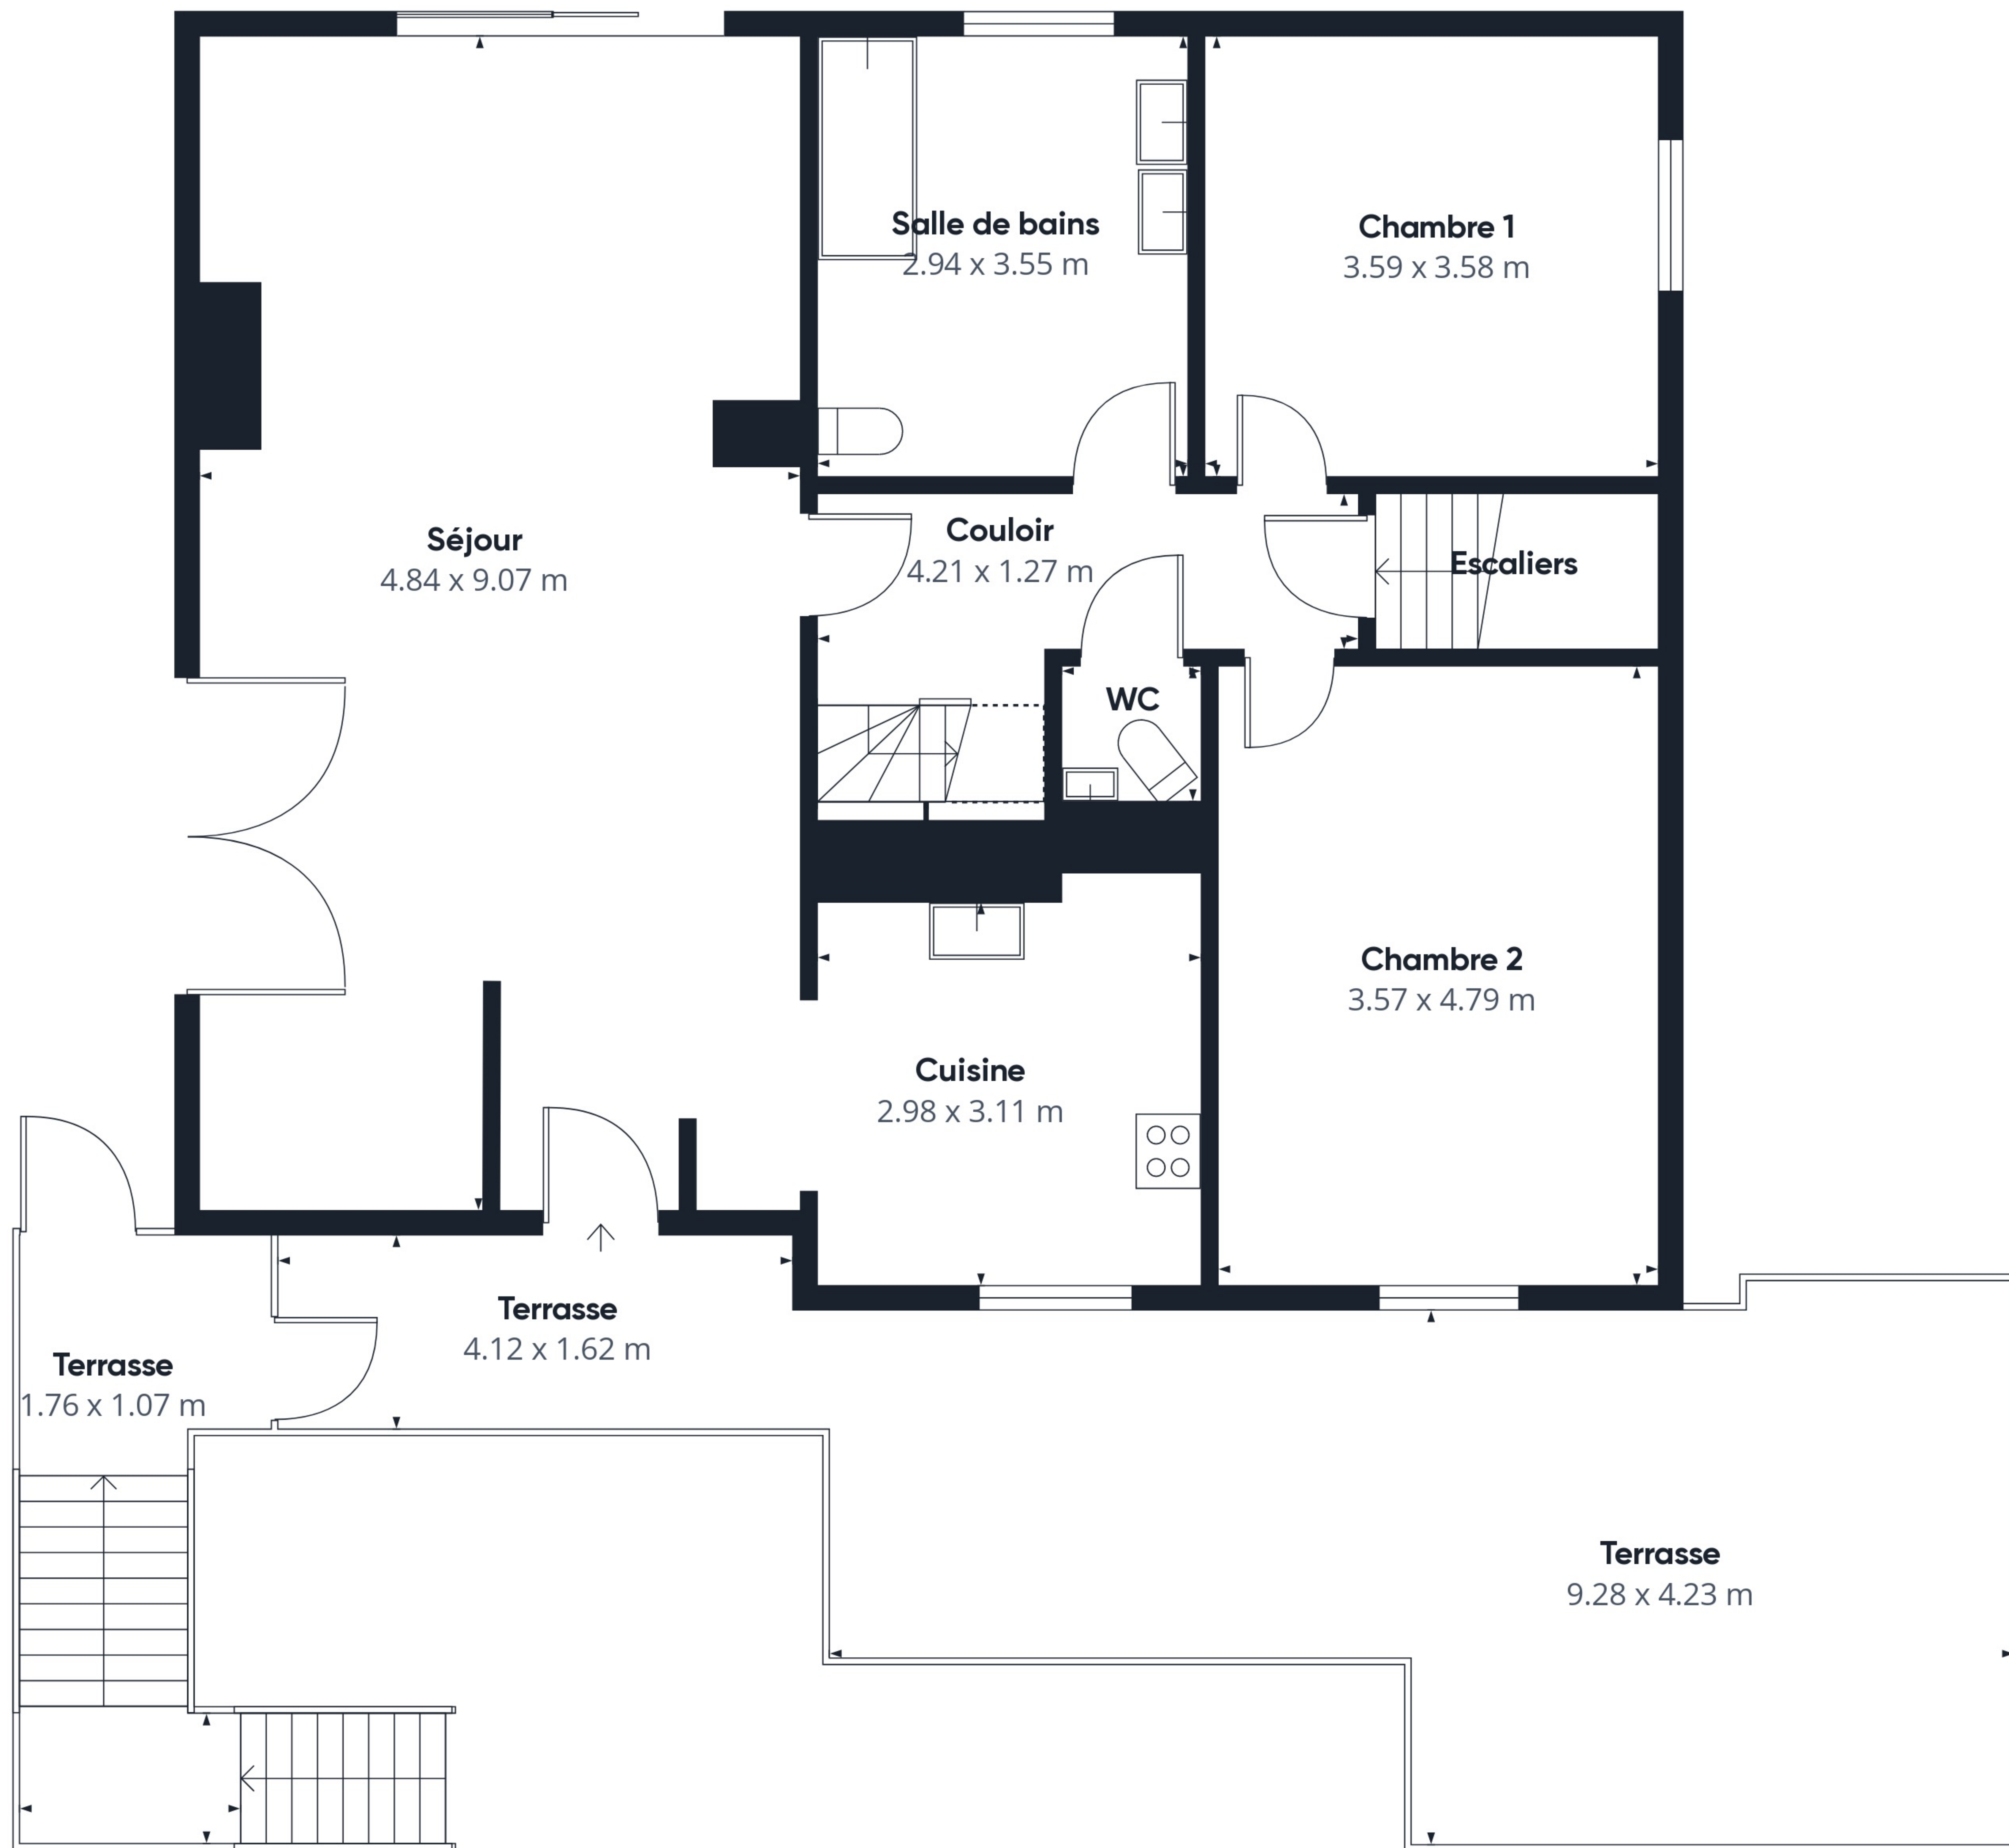 Salle de bains
2.94 x 3.55 m
Chambre 1
3.59 x 3.58 m
Séjour
4.84 x 9.07 m
Couloir
4.21 x 1.27 m
Escaliers
WC
Chambre 2
3.57 x 4.79 m
Cuisine
2.98 x 3.11 m
Terrasse
4.12 x 1.62 m
Terrasse
1.76 x 1.07 m
Terrasse
9.28 x 4.23 m